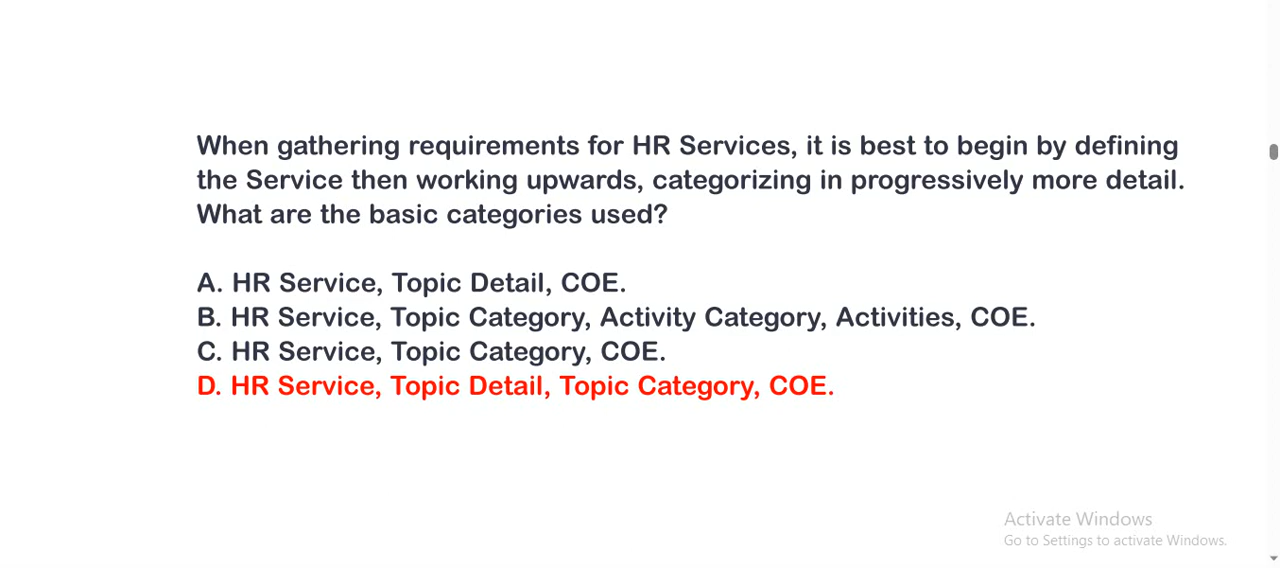 When gathering requirements for HR Services, it is best to begin by defining
the Service then working upwards, categorizing in progressively more detail.
What are the basic categories used?
A. HR Service, Topic Detail, COE.
B. HR Service, Topic Category, Activity Category, Activities, COE.
C. HR Service, Topic Category, COE.
D. HR Service, Topic Detail, Topic Category, COE.
Activate Windows
Go to Settings to activate Windows.